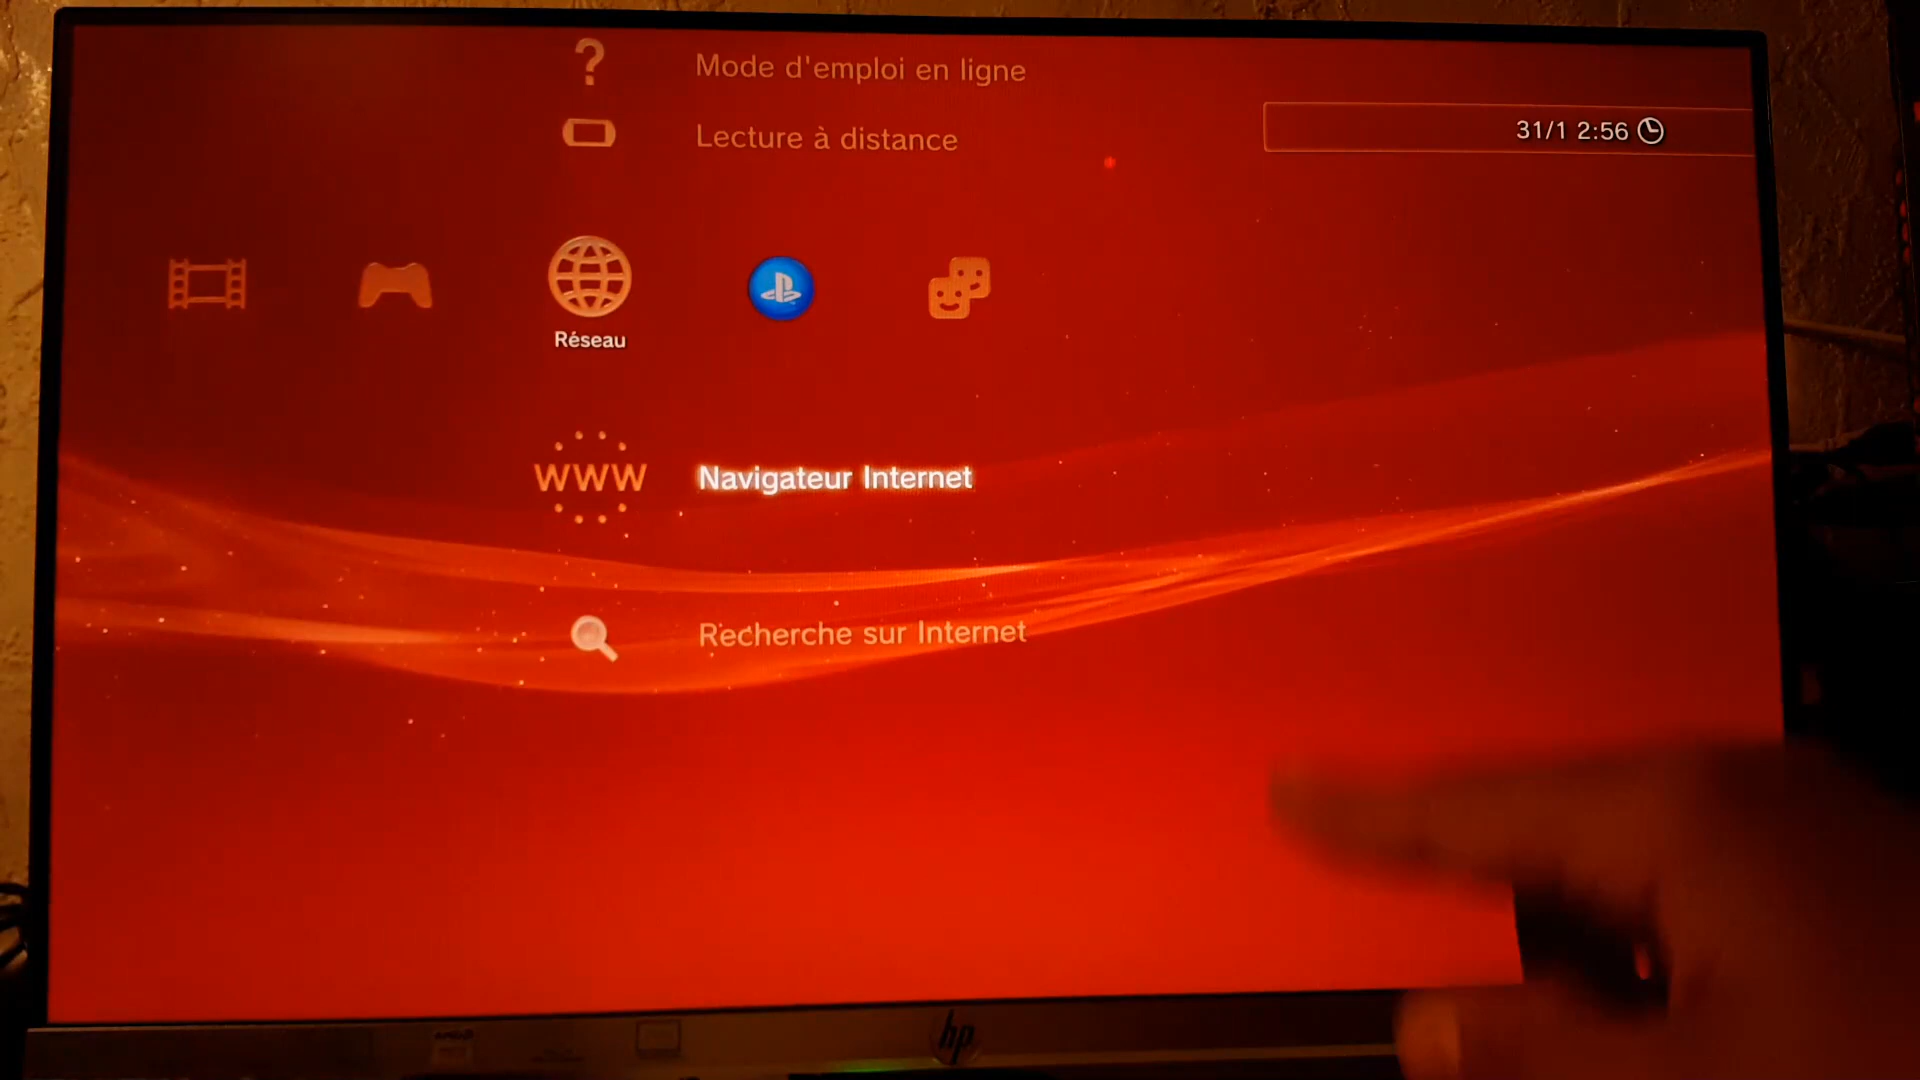 Mode d'emploi en ligne
Lecture à distance
31/1 2:56
Réseau
WWW
Navigateur Internet
Recherche sur Internet
hp